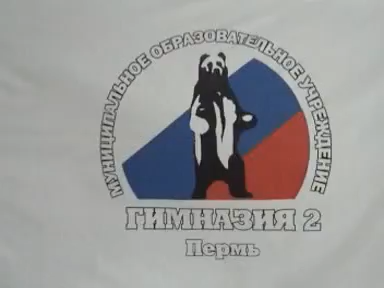 МУНИЦИПАЛЬНОЕ ОБРАЗОВАТЕЛЬНОЕ УЧРЕЖДЕНИЕ
ГИМНАЗИЯ 2
Пермь